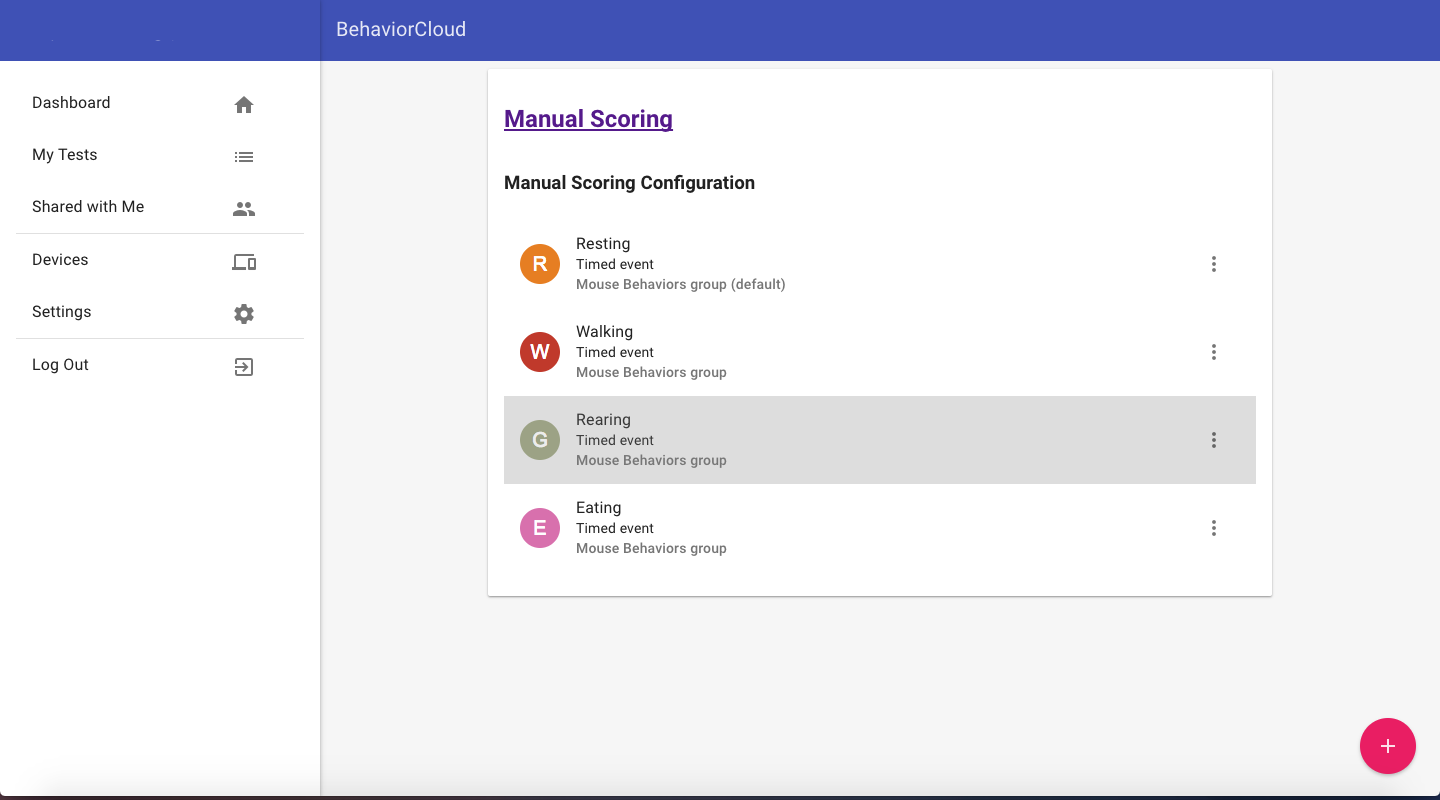 BehaviorCloud
Dashboard
My Tests
Shared with Me
Devices
Settings
Log Out
Manual Scoring
Manual Scoring Configuration
R
Resting
Timed event
Mouse Behaviors group (default)
W
Walking
Timed event
Mouse Behaviors group
G
Rearing
Timed event
Mouse Behaviors group
E
Eating
Timed event
Mouse Behaviors group